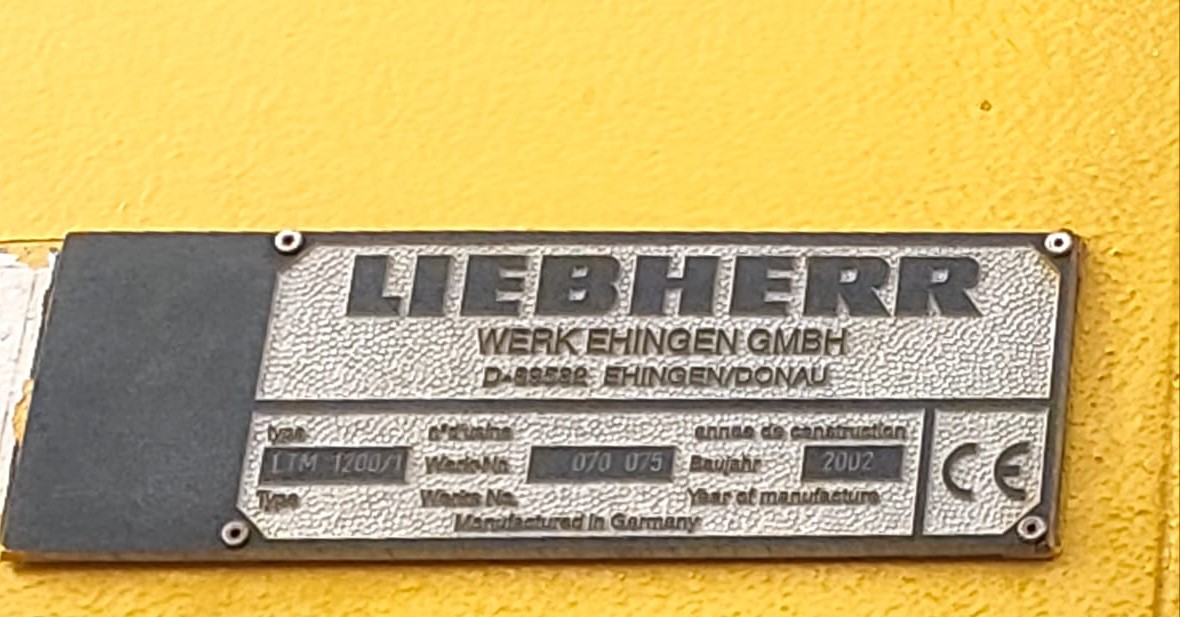 LIEBHERR
WERK EHINGEN GMBH
D-89582 EHINGEN/DONAU
type n°d'usine année de construction
LTM 1200/1 Werk-Nr. 070 075 Baujahr 2002
Type Works No. Year of manufacture
Manufactured in Germany
CE